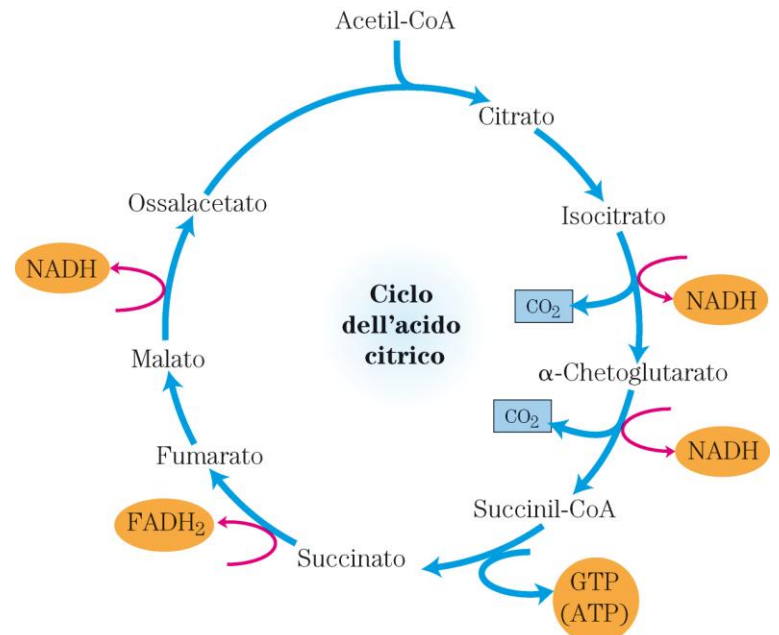 Acetil-CoA
Citrato
Isocitrato
NADH
CO₂
α-Chetoglutarato
CO₂
NADH
Succinil-CoA
GTP
(ATP)
Succinato
FADH₂
Fumarato
Malato
NADH
Ossalacetato
Ciclo
dell'acido
citrico